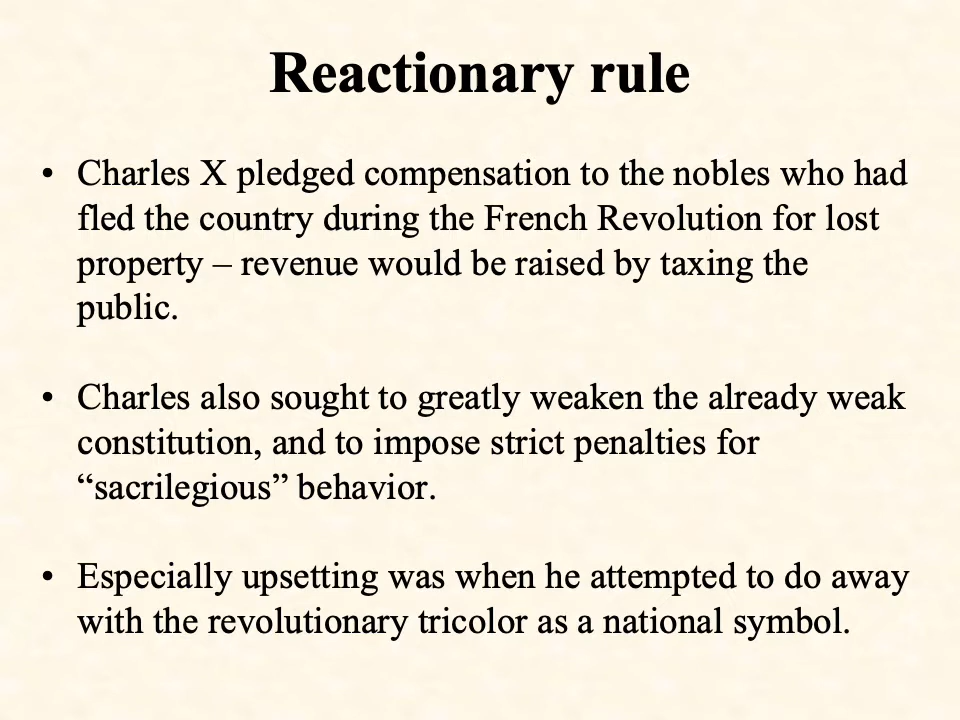 Reactionary rule
• Charles X pledged compensation to the nobles who had
fled the country during the French Revolution for lost
property – revenue would be raised by taxing the
public.
• Charles also sought to greatly weaken the already weak
constitution, and to impose strict penalties for
“sacrilegious” behavior.
• Especially upsetting was when he attempted to do away
with the revolutionary tricolor as a national symbol.